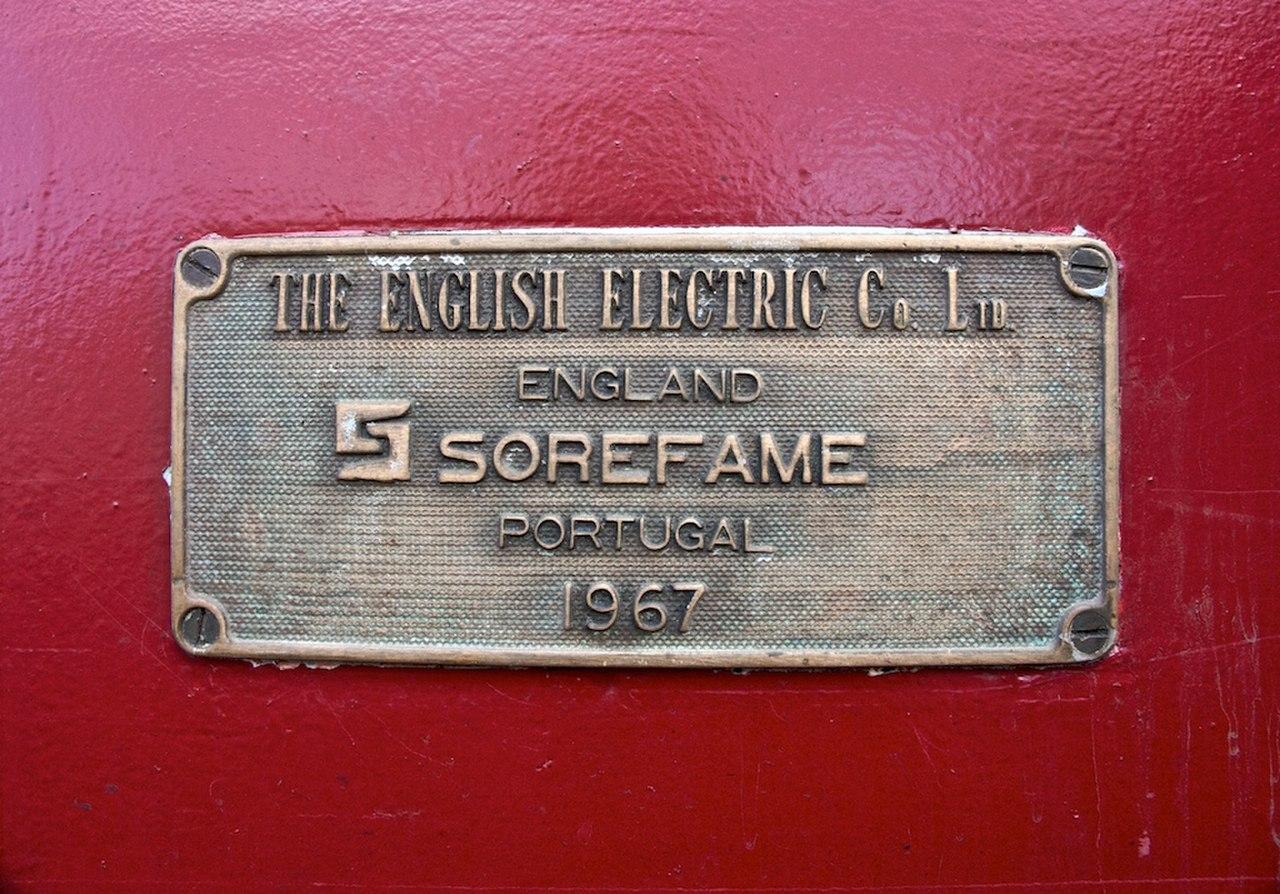 THE ENGLISH ELECTRIC Co. LTD.
ENGLAND
SOREFAME
PORTUGAL
1967